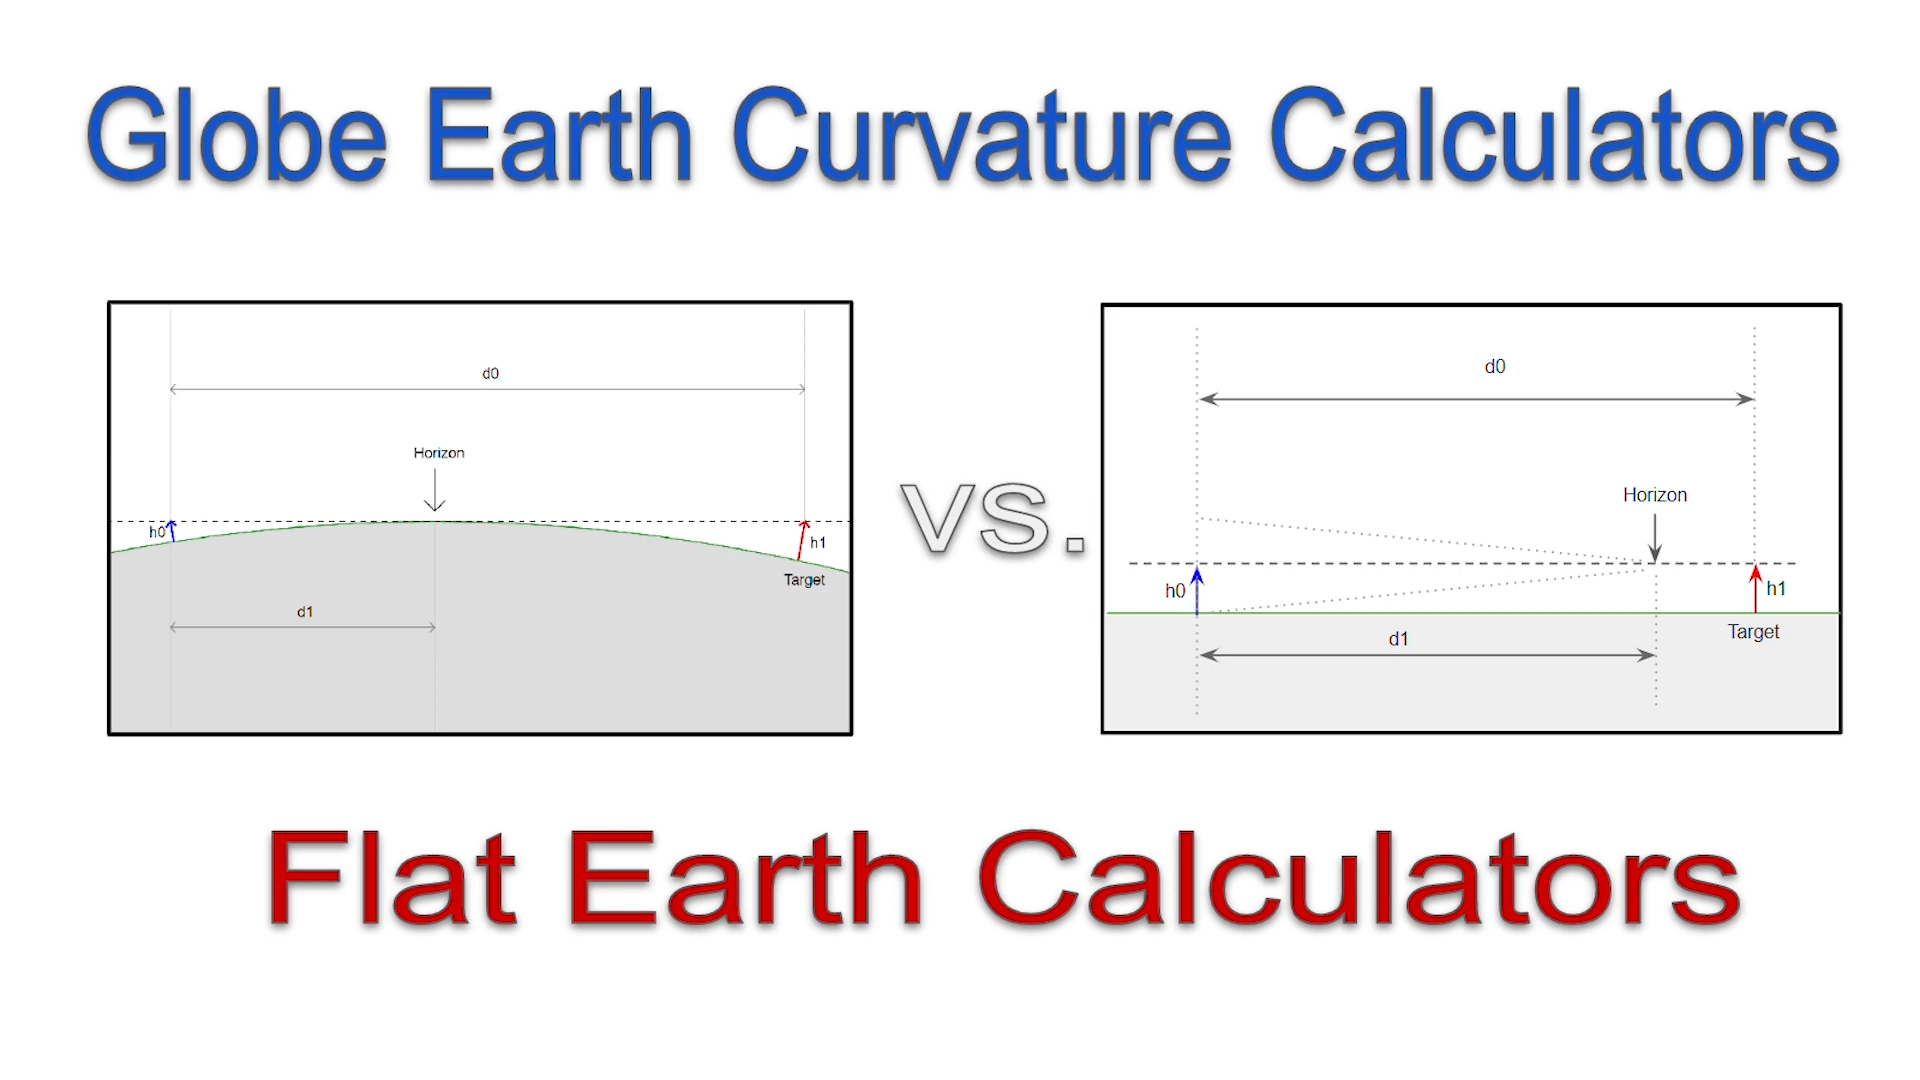 Globe Earth Curvature Calculators
d0
Horizon
h0
h1
Target
d1
vs.
d0
Horizon
h0
h1
Target
d1
Flat Earth Calculators